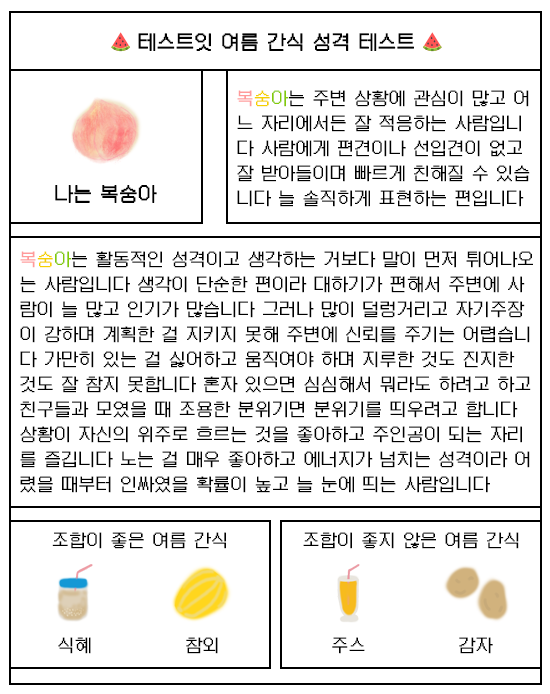 테스트잇 여름 간식 성격 테스트
나는 복숭아
복숭아는 주변 상황에 관심이 많고 어
느 자리에서든 잘 적응하는 사람입니
다 사람에게 편견이나 선입견이 없고
잘 받아들이며 빠르게 친해질 수 있습
니다 늘 솔직하게 표현하는 편입니다
복숭아는 활동적인 성격이고 생각하는 거보다 말이 먼저 튀어나오
는 사람입니다 생각이 단순한 편이라 대하기가 편해서 주변에 사
람이 늘 많고 인기가 많습니다 그러나 많이 덜렁거리고 자기주장
이 강하며 계획한 걸 지키지 못해 주변에 신뢰를 주기는 어렵습니
다 가만히 있는 걸 싫어하고 움직여야 하며 지루한 것도 진지한
것도 잘 참지 못합니다 혼자 있으면 심심해서 뭐라도 하려고 하고
친구들과 모였을 때 조용한 분위기면 분위기를 띄우려고 합니다
상황이 자신의 위주로 흐르는 것을 좋아하고 주인공이 되는 자리
를 즐깁니다 노는 걸 매우 좋아하고 에너지가 넘치는 성격이라 어
렸을 때부터 인싸였을 확률이 높고 늘 눈에 띄는 사람입니다
조합이 좋은 여름 간식
식혜
참외
조합이 좋지 않은 여름 간식
주스
감자